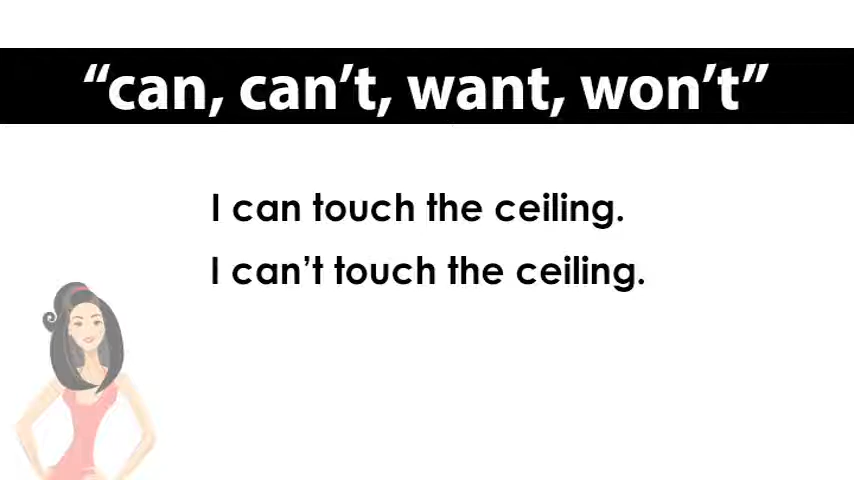 “can, can’t, want, won’t”
I can touch the ceiling.
I can’t touch the ceiling.